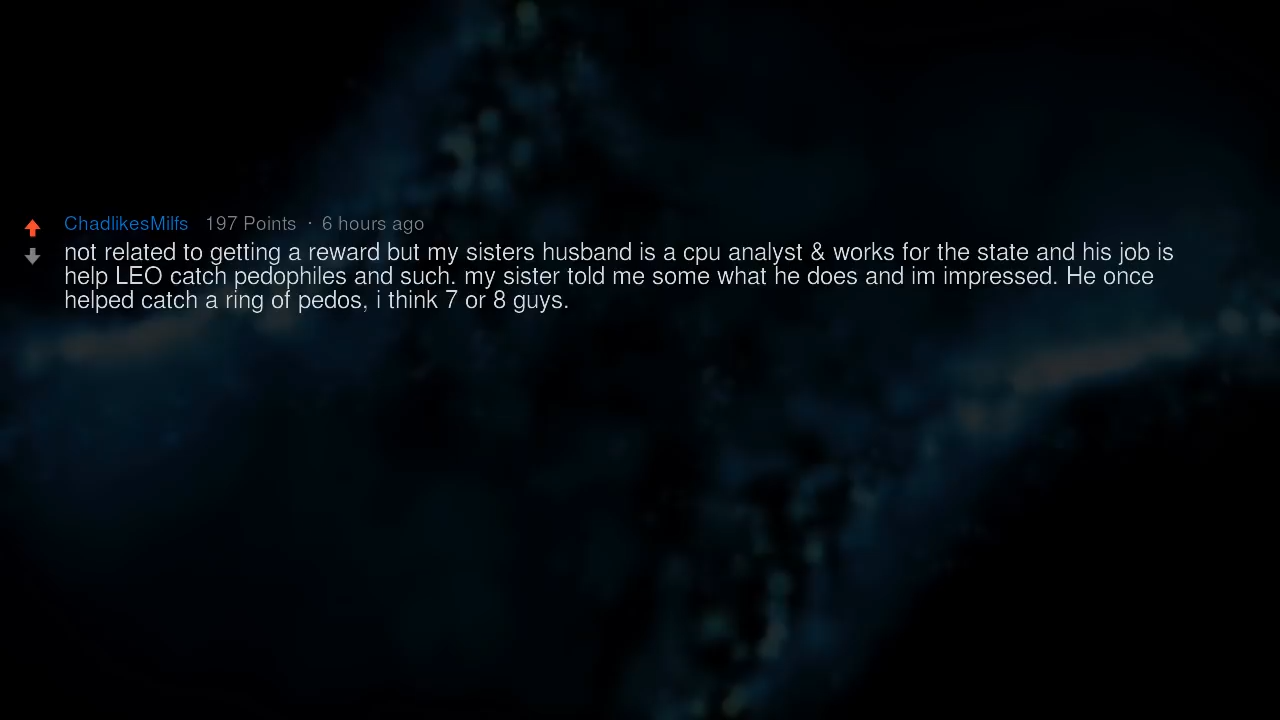 ChadlikesMilfs 197 Points · 6 hours ago
not related to getting a reward but my sisters husband is a cpu analyst & works for the state and his job is
help LEO catch pedophiles and such. my sister told me some what he does and im impressed. He once
helped catch a ring of pedos, i think 7 or 8 guys.